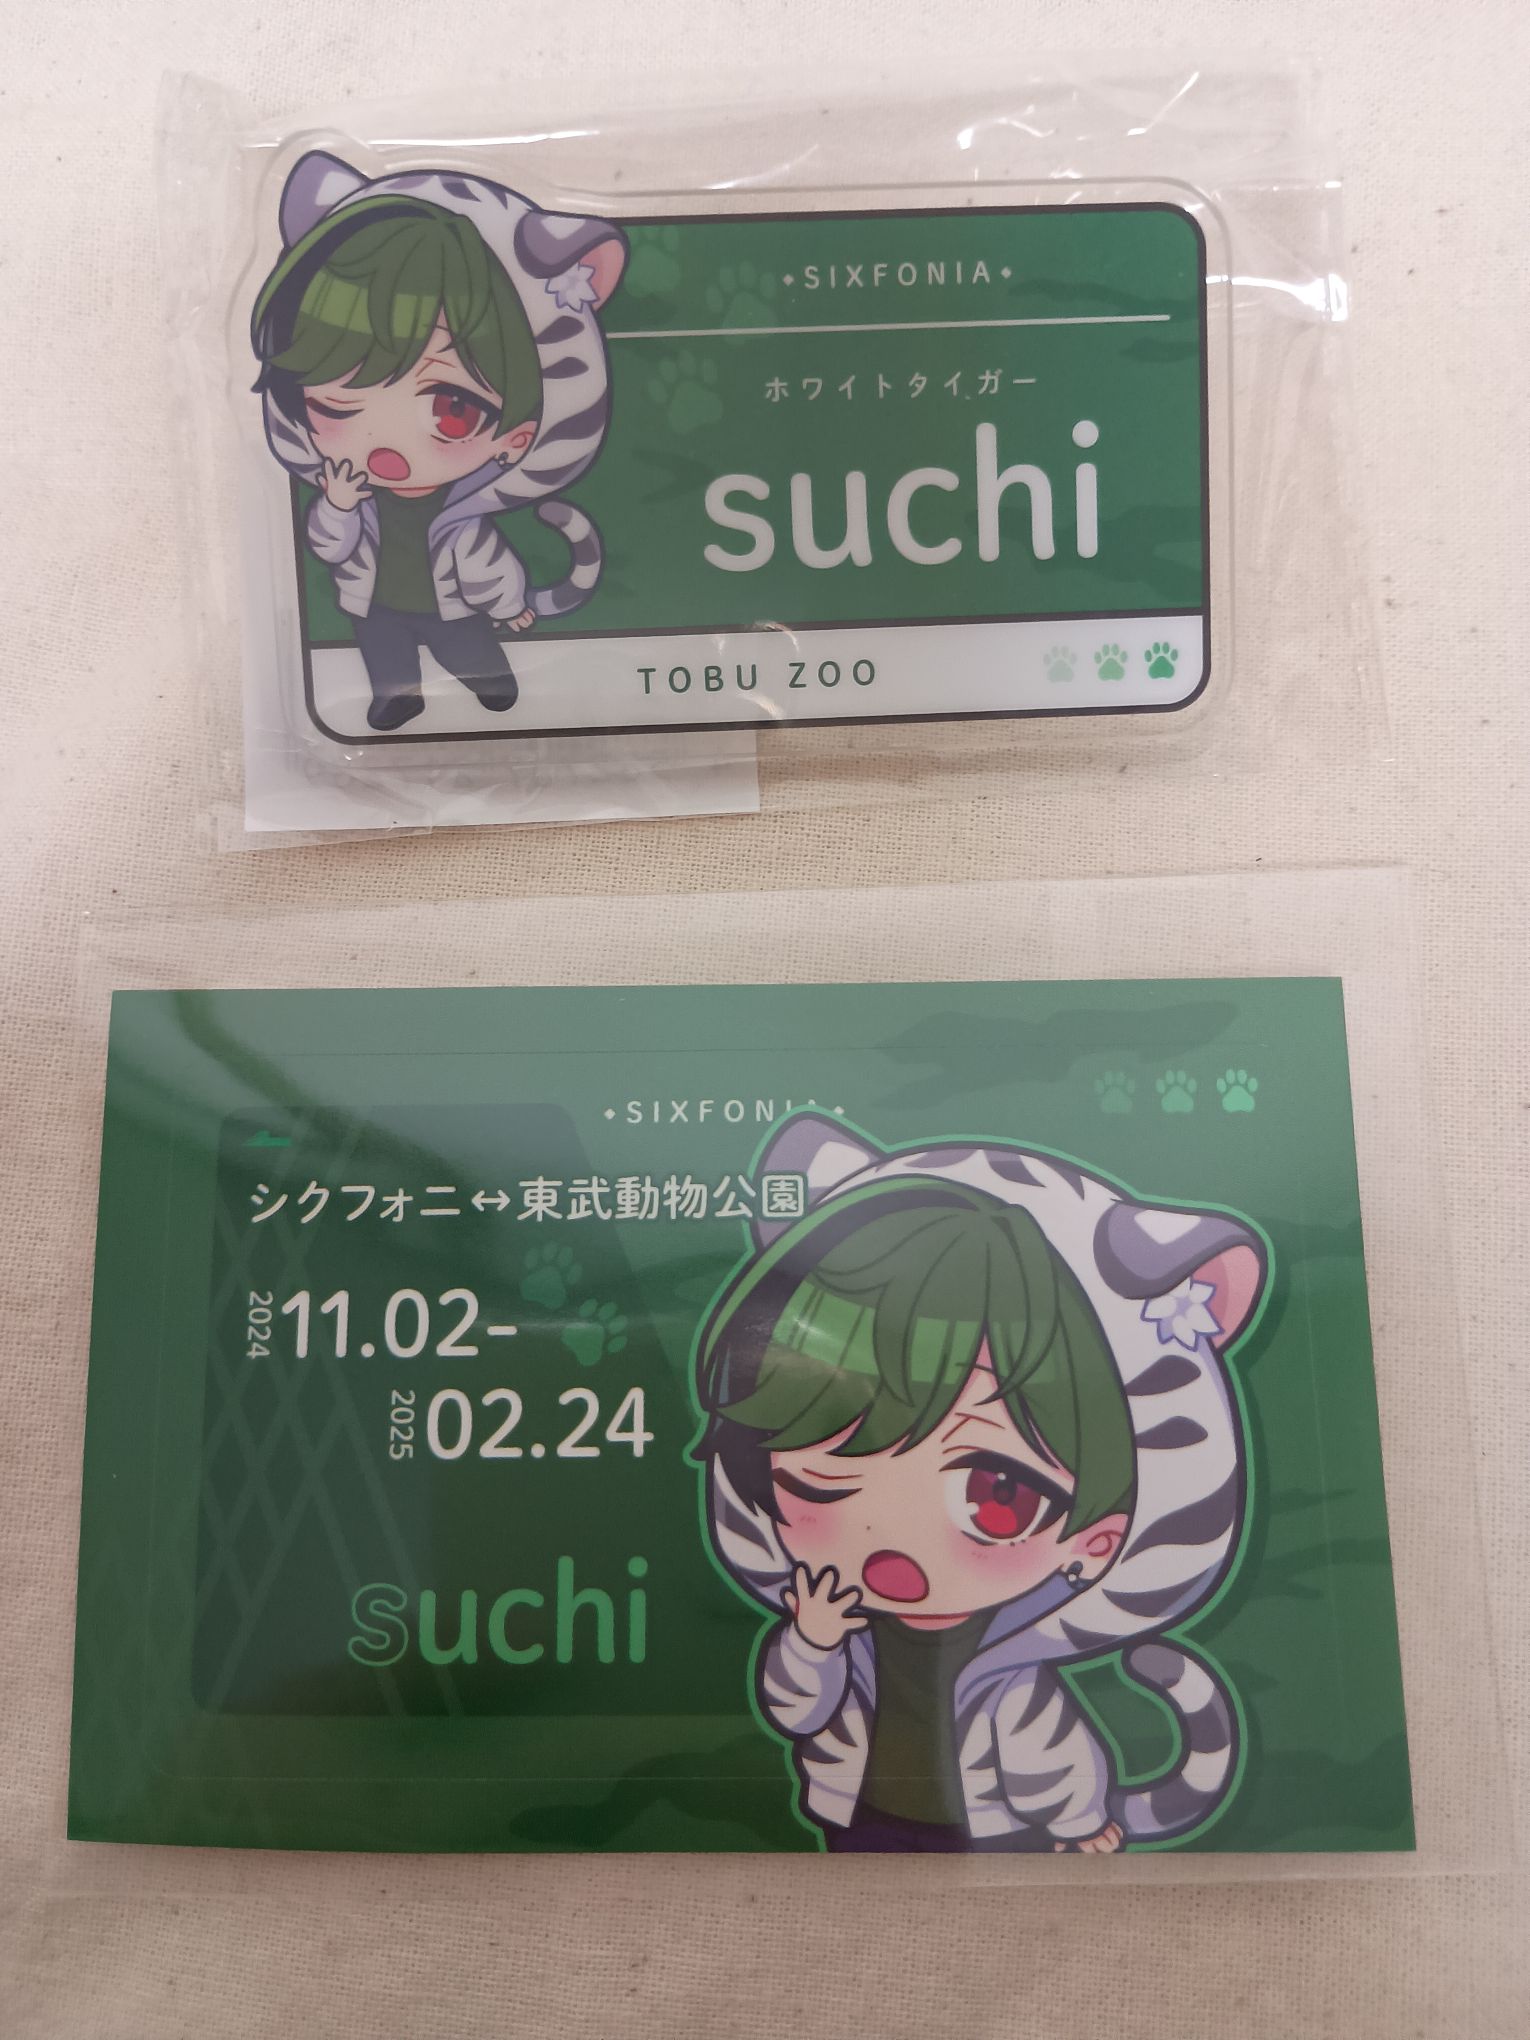 ◆SIXFONIA◆
ホワイトタイガー
suchi
TOBU ZOO
◆SIXFONIA◆
シクフォニ↔東武動物公園
2024 11.02-
2025 02.24
suchi